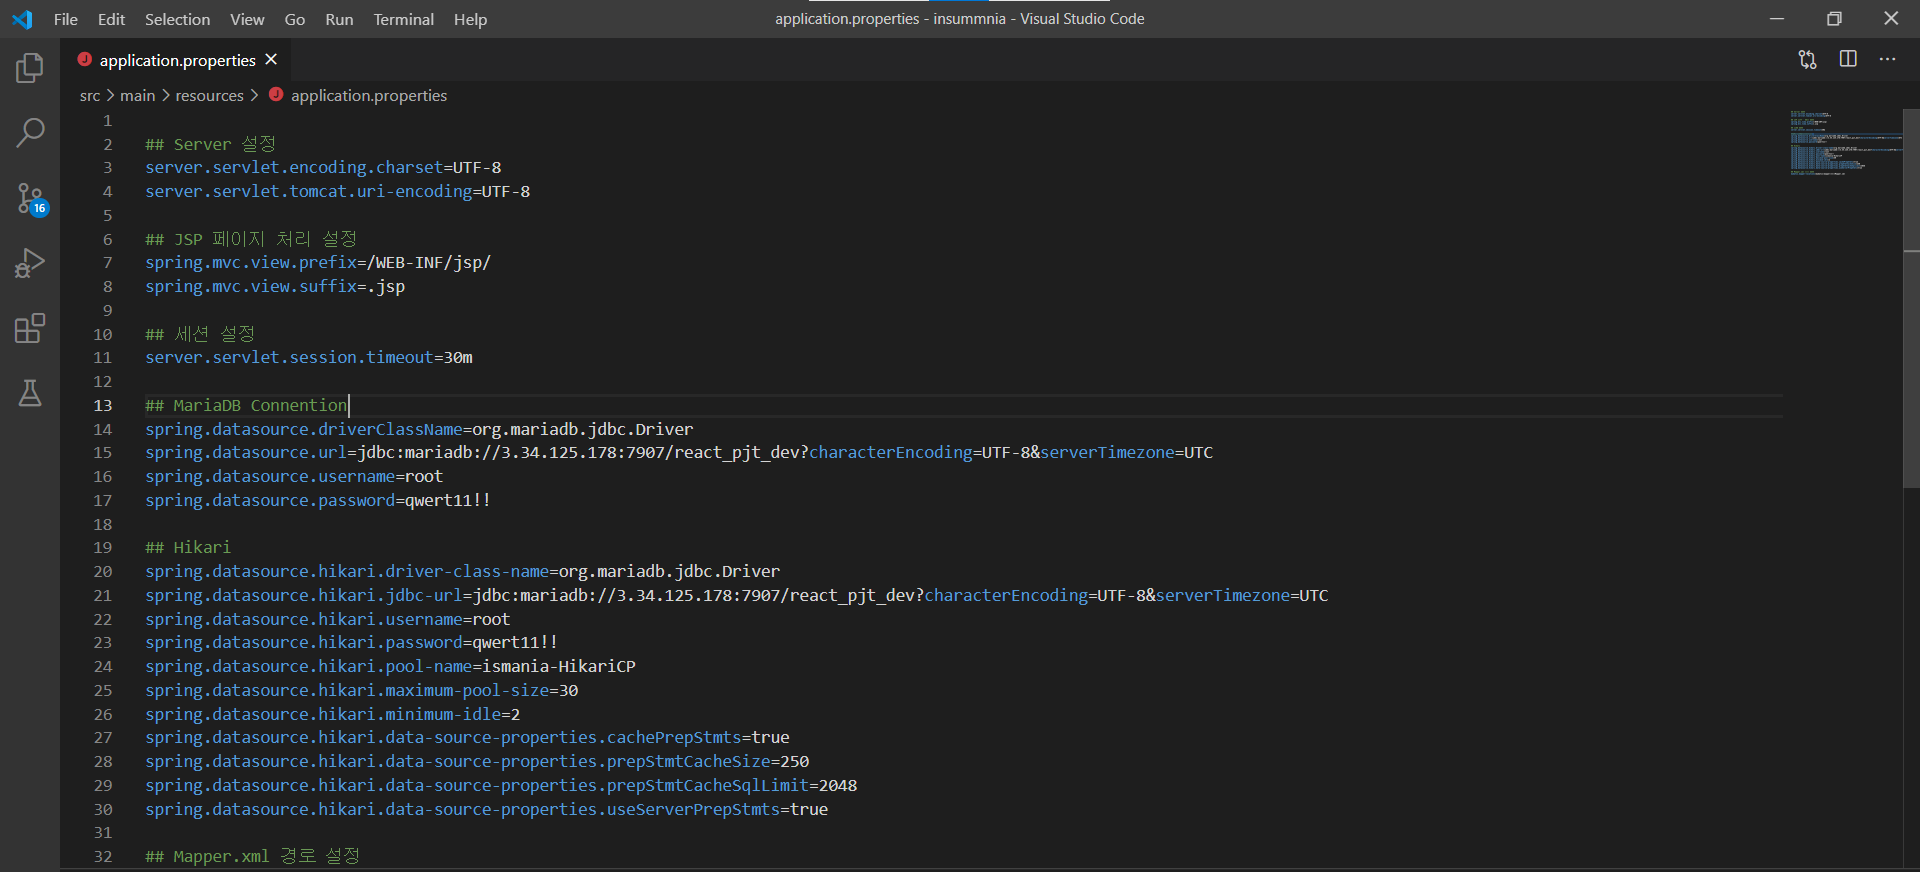 File Edit Selection View Go Run Terminal Help
application.properties - insummnia - Visual Studio Code
application.properties
src > main > resources > application.properties
16
1
2 ## Server 설정
3 server.servlet.encoding.charset=UTF-8
4 server.servlet.tomcat.uri-encoding=UTF-8
5
6 ## JSP 페이지 처리 설정
7 spring.mvc.view.prefix=/WEB-INF/jsp/
8 spring.mvc.view.suffix=.jsp
9
10 ## 세션 설정
11 server.servlet.session.timeout=30m
12
13 ## MariaDB Connention
14 spring.datasource.driverClassName=org.mariadb.jdbc.Driver
15 spring.datasource.url=jdbc:mariadb://3.34.125.178:7907/react_pjt_dev?characterEncoding=UTF-8&serverTimezone=UTC
16 spring.datasource.username=root
17 spring.datasource.password=qwert11!!
18
19 ## Hikari
20 spring.datasource.hikari.driver-class-name=org.mariadb.jdbc.Driver
21 spring.datasource.hikari.jdbc-url=jdbc:mariadb://3.34.125.178:7907/react_pjt_dev?characterEncoding=UTF-8&serverTimezone=UTC
22 spring.datasource.hikari.username=root
23 spring.datasource.hikari.password=qwert11!!
24 spring.datasource.hikari.pool-name=ismania-HikariCP
25 spring.datasource.hikari.maximum-pool-size=30
26 spring.datasource.hikari.minimum-idle=2
27 spring.datasource.hikari.data-source-properties.cachePrepStmts=true
28 spring.datasource.hikari.data-source-properties.prepStmtCacheSize=250
29 spring.datasource.hikari.data-source-properties.prepStmtCacheSqlLimit=2048
30 spring.datasource.hikari.data-source-properties.useServerPrepStmts=true
31
32 ## Mapper.xml 경로 설정